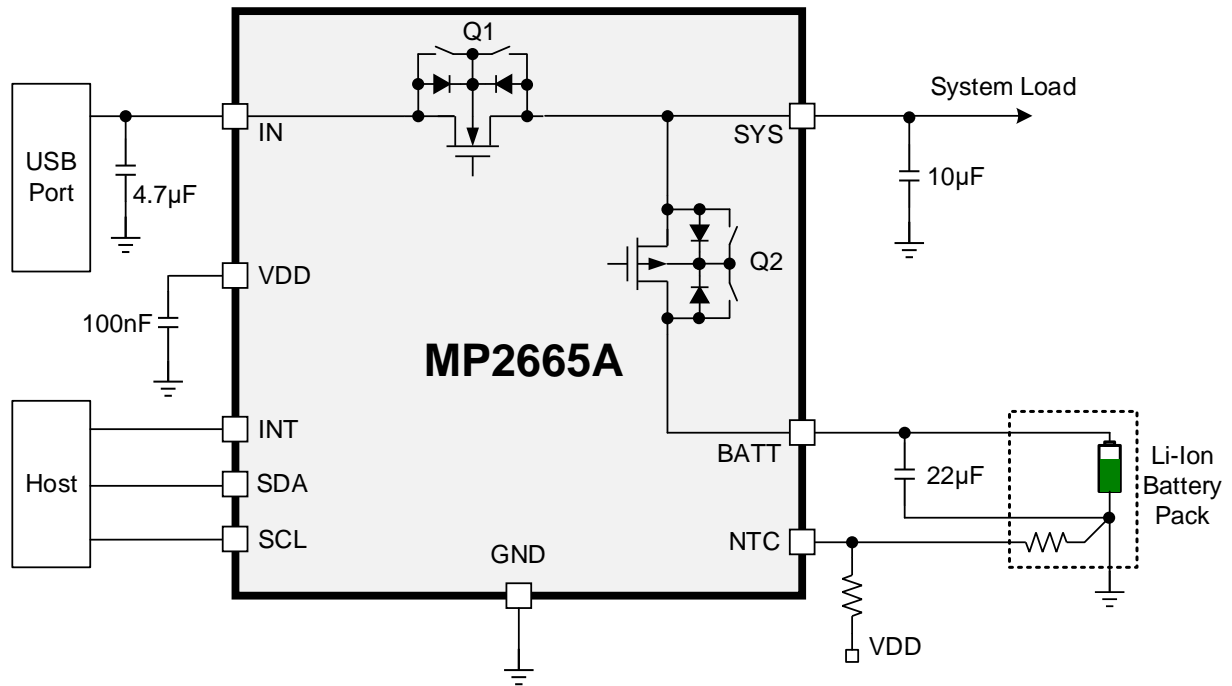 Q1
System Load
IN
SYS
USB
Port
4.7µF
10µF
VDD
Q2
100nF
MP2665A
INT
BATT
Host
SDA
22µF
Li-Ion
Battery
Pack
SCL
GND
NTC
VDD